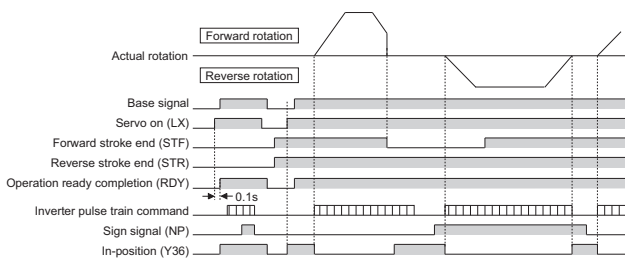 Forward rotation
Actual rotation
Reverse rotation
Base signal
Servo on (LX)
Forward stroke end (STF)
Reverse stroke end (STR)
Operation ready completion (RDY)
0.1s
Inverter pulse train command
Sign signal (NP)
In-position (Y36)